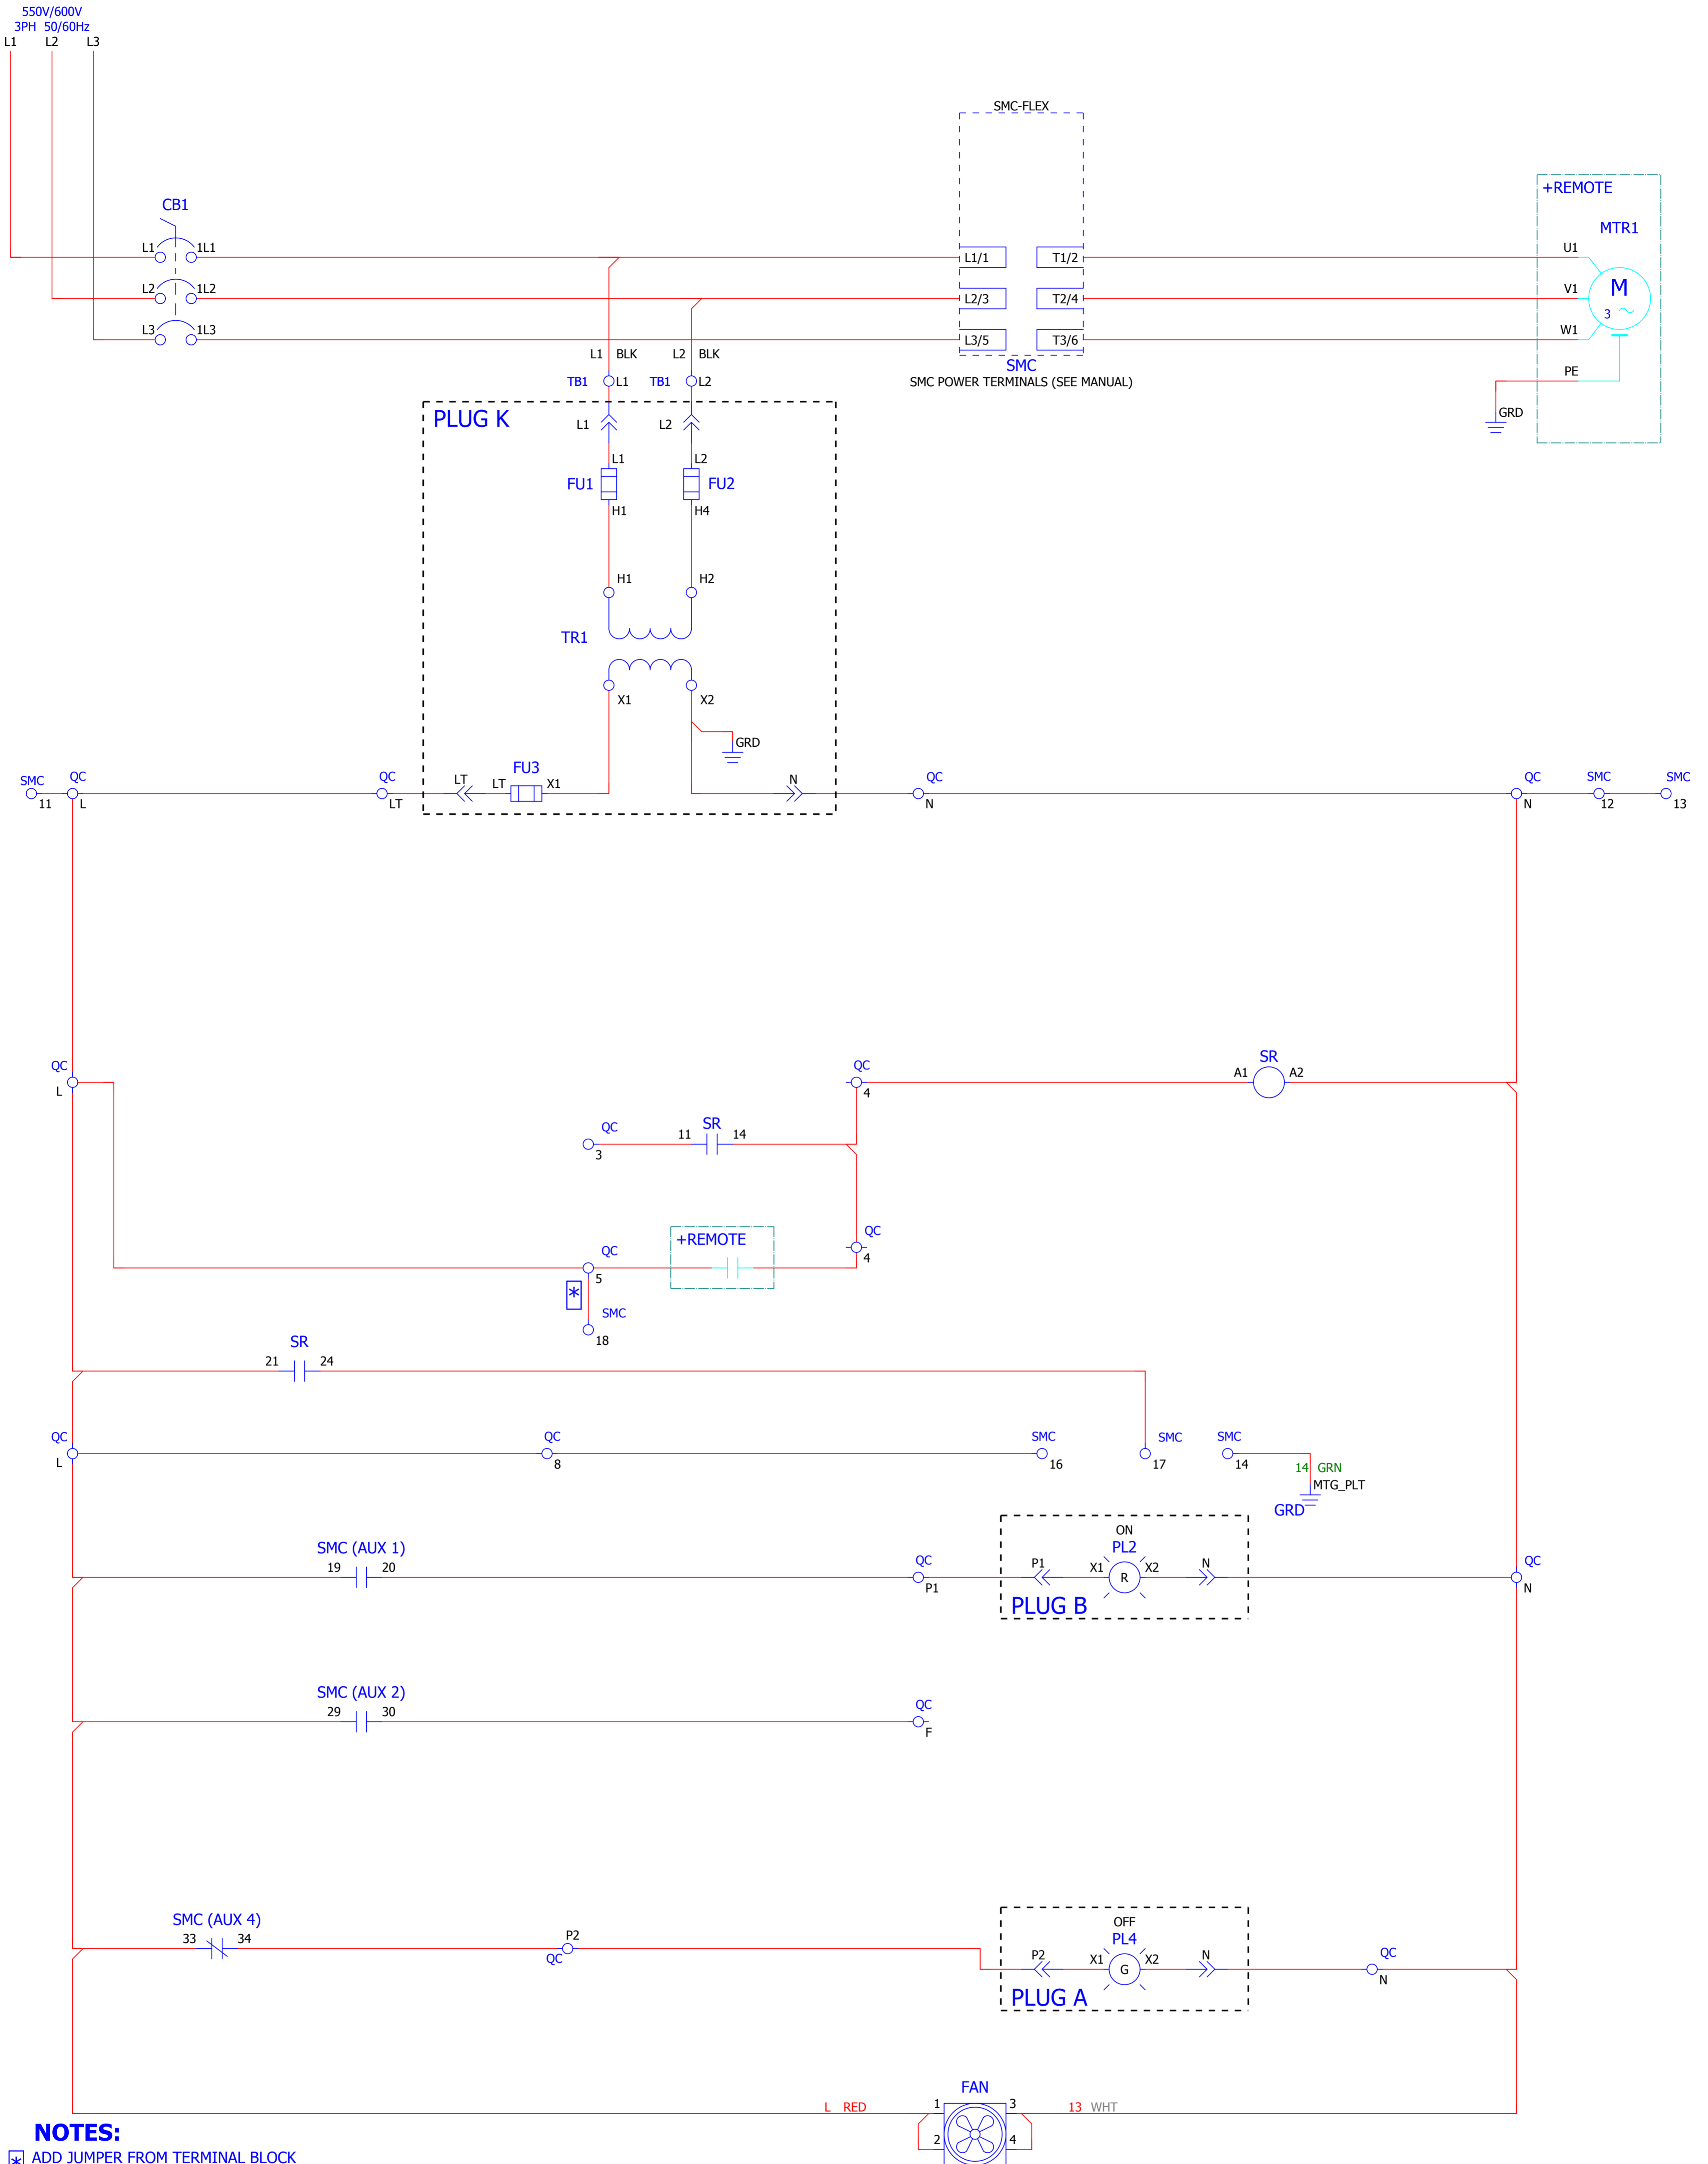 550V/600V
3PH 50/60Hz
L1 L2 L3
SMC-FLEX
+REMOTE
CB1
MTR1
L1 1L1 L1/1 T1/2 U1
L2 1L2 L2/3 T2/4 V1
M
3
L3 1L3 L3/5 T3/6 W1
L1 BLK L2 BLK
SMC
SMC POWER TERMINALS (SEE MANUAL)
PE
TB1 L1 TB1 L2
GRD
PLUG K
L1 L2
L1 L2
FU1 FU2
H1 H4
H1 H2
TR1
X1 X2
GRD
FU3
SMC QC QC LT LT X1 N QC QC SMC SMC
11 L LT N N 12 13
QC QC SR
L 4 A1 A2
QC SR
3 11 14
QC
4
+REMOTE
QC
5
*
SMC
18
SR
21 24
QC QC SMC SMC SMC
L 8 16 17 14
14 GRN
MTG_PLT
GRD
ON
SMC (AUX 1) PL2
19 20 QC P1 X1 R X2 N QC
P1 N
PLUG B
SMC (AUX 2)
29 30 QC
F
OFF
SMC (AUX 4) PL4
33 34 P2 P2 X1 G X2 N QC
QC N
PLUG A
FAN
L RED 1 3 13 WHT
2 4
NOTES:
* ADD JUMPER FROM TERMINAL BLOCK